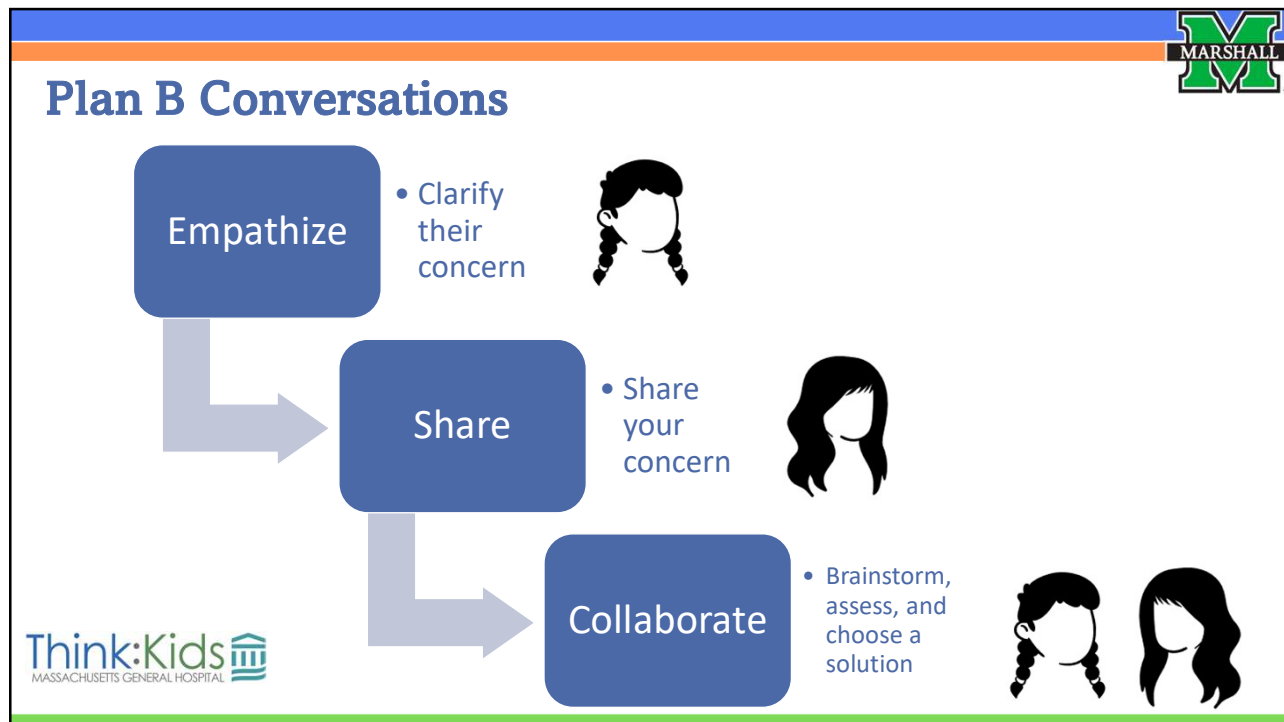 MARSHALL
Plan B Conversations
Empathize
• Clarify
their
concern
Share
• Share
your
concern
Collaborate
• Brainstorm,
assess, and
choose a
solution
Think:Kids
MASSACHUSETTS GENERAL HOSPITAL